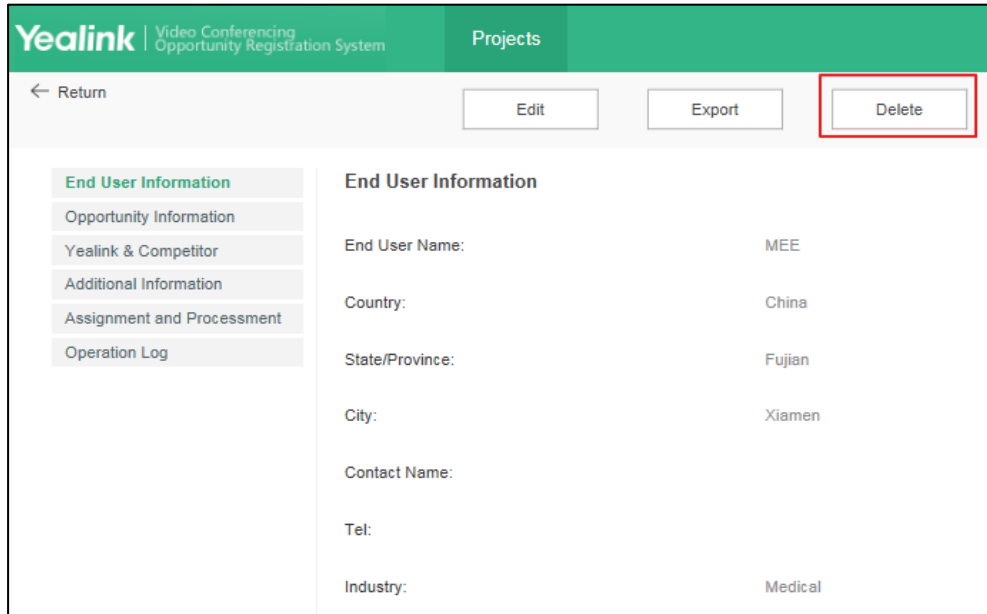 Yealink | Video Conferencing
Opportunity Registration System
Projects
← Return
Edit
Export
Delete
End User Information
Opportunity Information
Yealink & Competitor
Additional Information
Assignment and Processment
Operation Log
End User Information
End User Name: MEE
Country: China
State/Province: Fujian
City: Xiamen
Contact Name:
Tel:
Industry: Medical